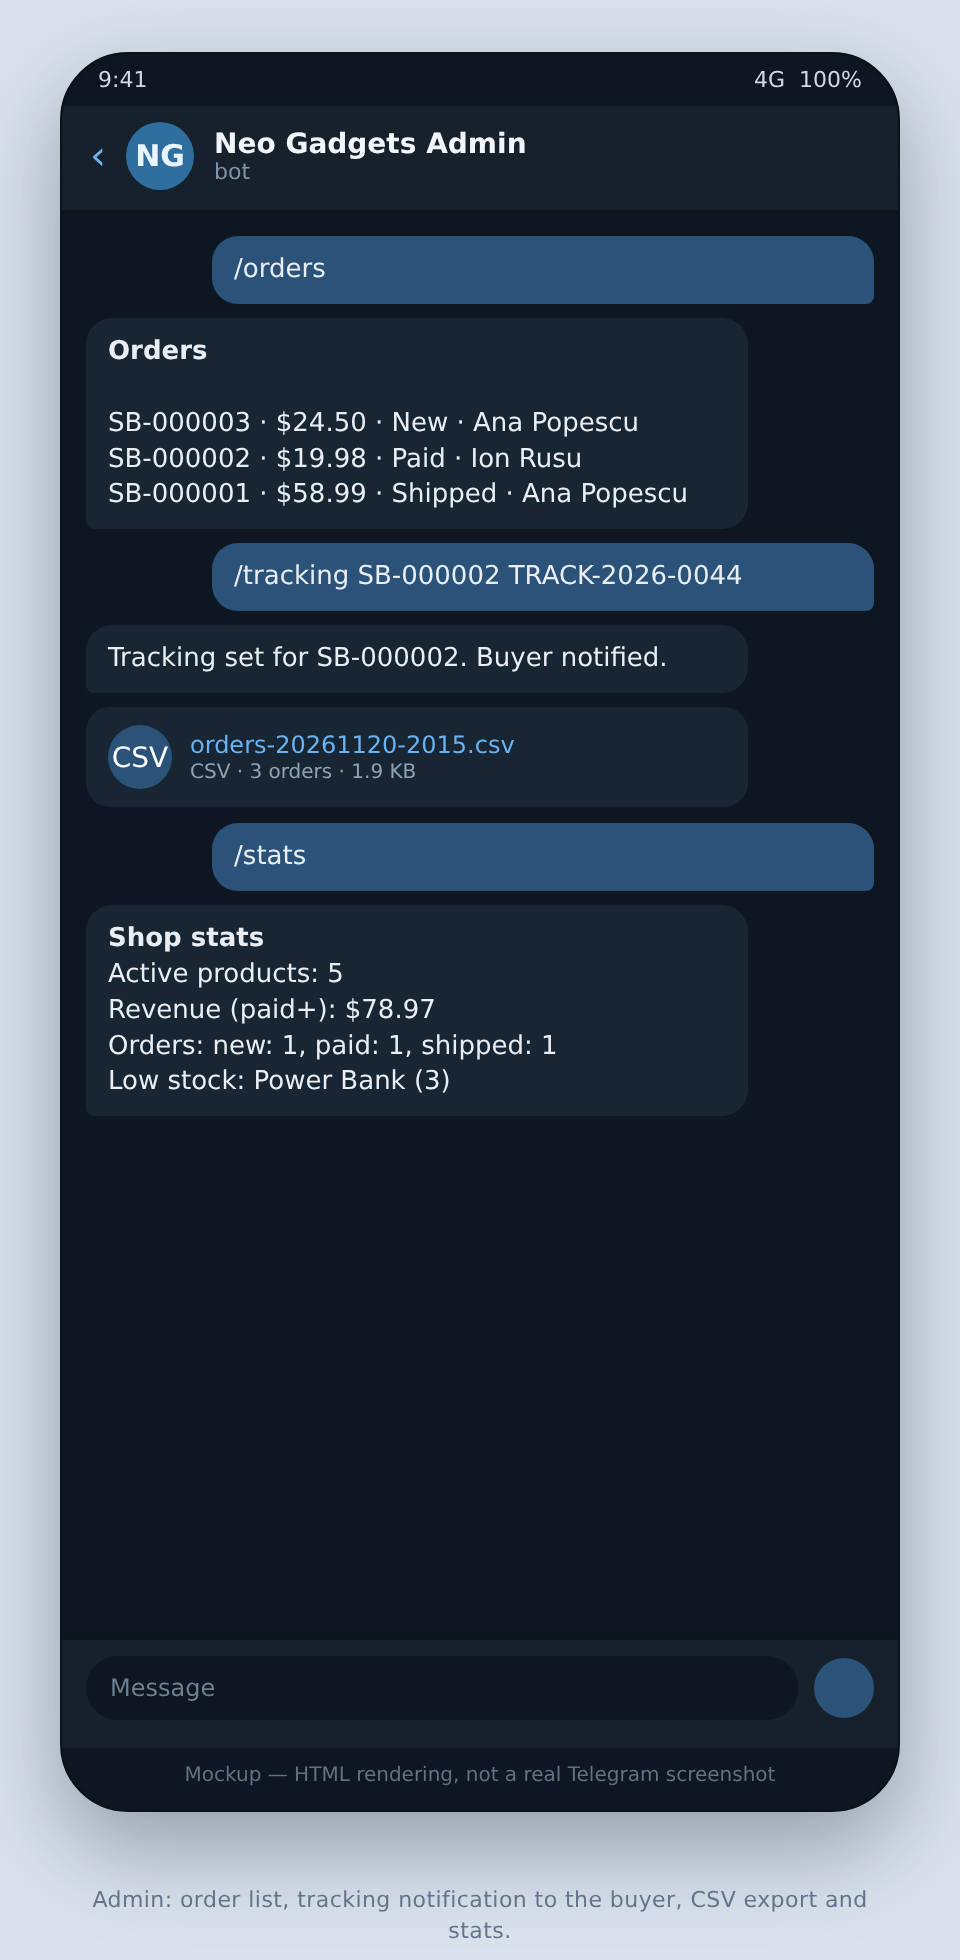 9:41
4G 100%
‹
NG
Neo Gadgets Admin
bot
/orders
Orders
SB-000003 · $24.50 · New · Ana Popescu
SB-000002 · $19.98 · Paid · Ion Rusu
SB-000001 · $58.99 · Shipped · Ana Popescu
/tracking SB-000002 TRACK-2026-0044
Tracking set for SB-000002. Buyer notified.
CSV
orders-20261120-2015.csv
CSV · 3 orders · 1.9 KB
/stats
Shop stats
Active products: 5
Revenue (paid+): $78.97
Orders: new: 1, paid: 1, shipped: 1
Low stock: Power Bank (3)
Message
Mockup — HTML rendering, not a real Telegram screenshot
Admin: order list, tracking notification to the buyer, CSV export and
stats.